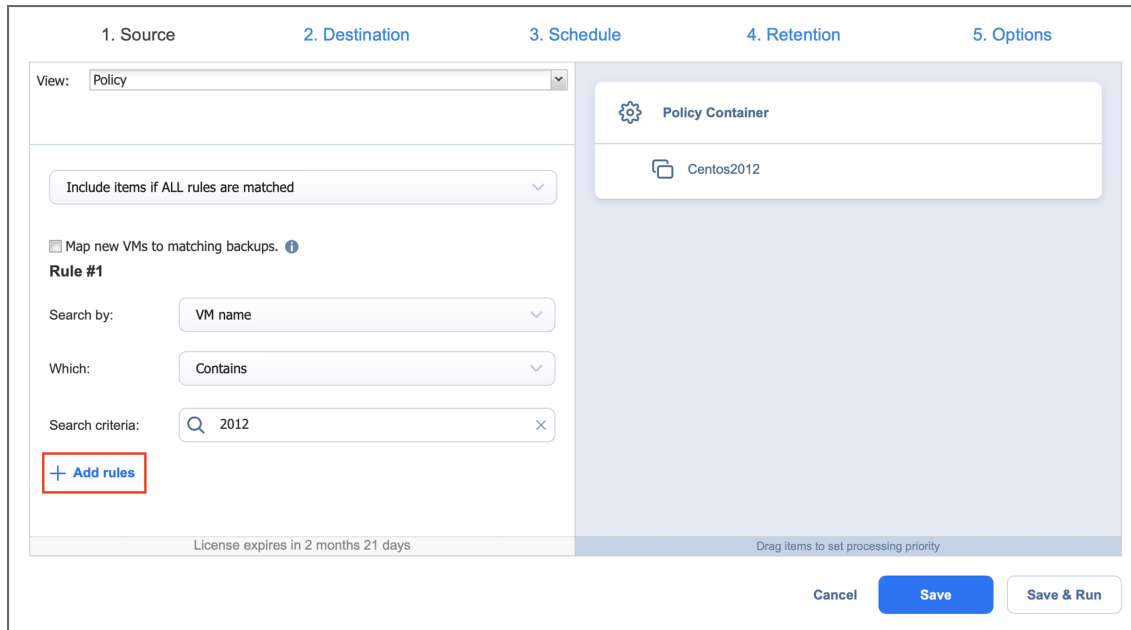 1. Source 2. Destination 3. Schedule 4. Retention 5. Options
View: Policy
Policy Container
Centos2012
Include items if ALL rules are matched
Map new VMs to matching backups.
Rule #1
Search by: VM name
Which: Contains
Search criteria: 2012
Add rules
License expires in 2 months 21 days
Drag items to set processing priority
Cancel Save Save & Run